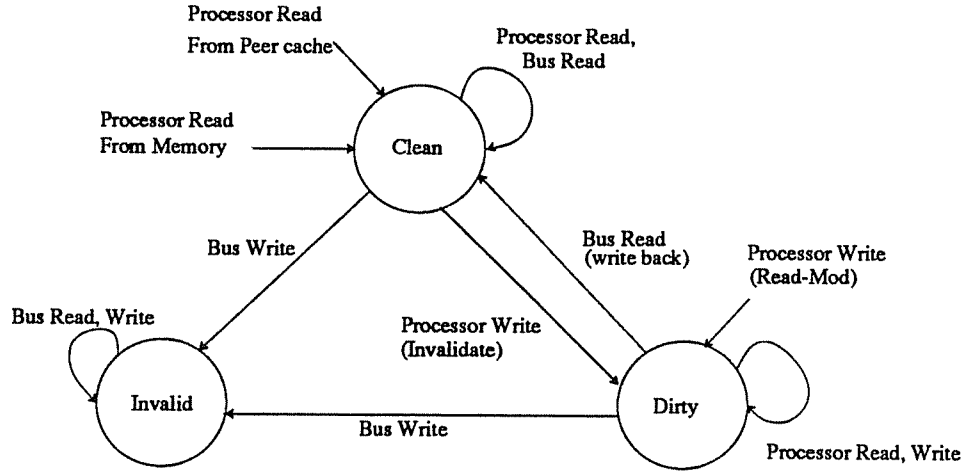 Processor Read
From Peer cache
Processor Read,
Bus Read
Processor Read
From Memory
Clean
Bus Write
Bus Read
(write back)
Processor Write
(Read-Mod)
Bus Read, Write
Processor Write
(Invalidate)
Invalid
Dirty
Bus Write
Processor Read, Write